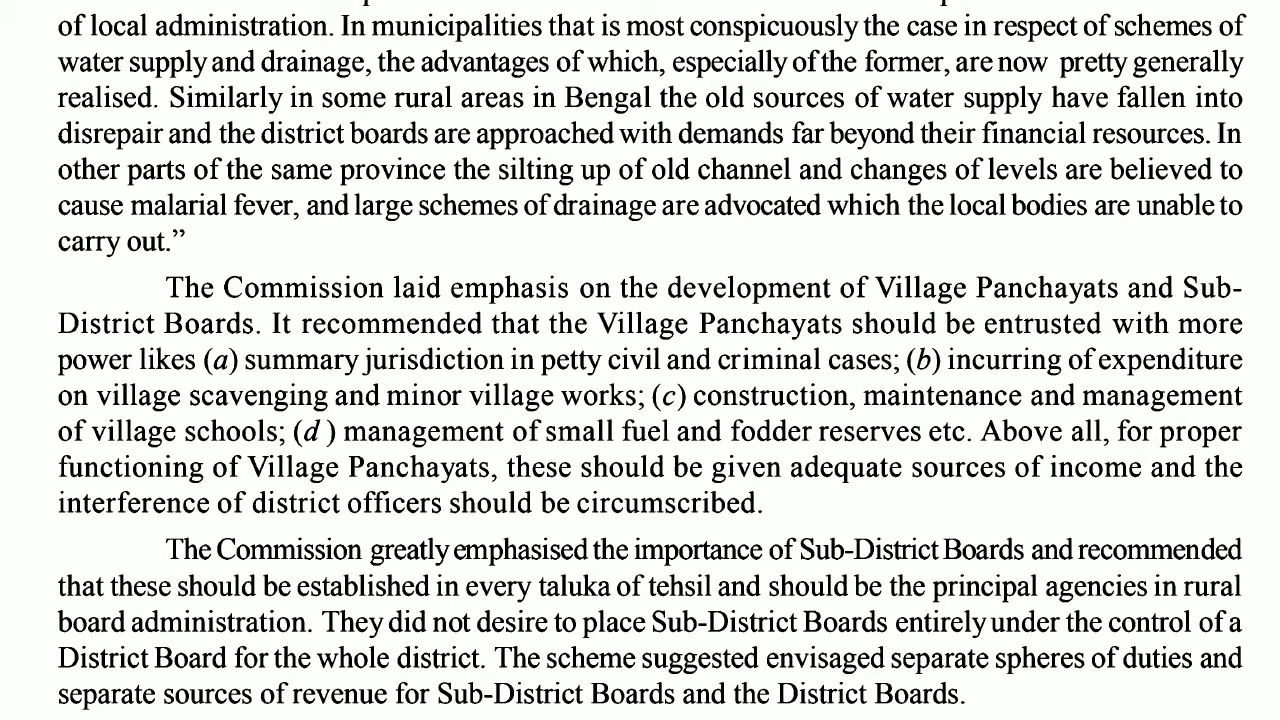 of local administration. In municipalities that is most conspicuously the case in respect of schemes of
water supply and drainage, the advantages of which, especially of the former, are now pretty generally
realised. Similarly in some rural areas in Bengal the old sources of water supply have fallen into
disrepair and the district boards are approached with demands far beyond their financial resources. In
other parts of the same province the silting up of old channel and changes of levels are believed to
cause malarial fever, and large schemes of drainage are advocated which the local bodies are unable to
carry out.”
The Commission laid emphasis on the development of Village Panchayats and Sub-
District Boards. It recommended that the Village Panchayats should be entrusted with more
power likes (a) summary jurisdiction in petty civil and criminal cases; (b) incurring of expenditure
on village scavenging and minor village works; (c) construction, maintenance and management
of village schools; (d ) management of small fuel and fodder reserves etc. Above all, for proper
functioning of Village Panchayats, these should be given adequate sources of income and the
interference of district officers should be circumscribed.
The Commission greatly emphasised the importance of Sub-District Boards and recommended
that these should be established in every taluka of tehsil and should be the principal agencies in rural
board administration. They did not desire to place Sub-District Boards entirely under the control of a
District Board for the whole district. The scheme suggested envisaged separate spheres of duties and
separate sources of revenue for Sub-District Boards and the District Boards.